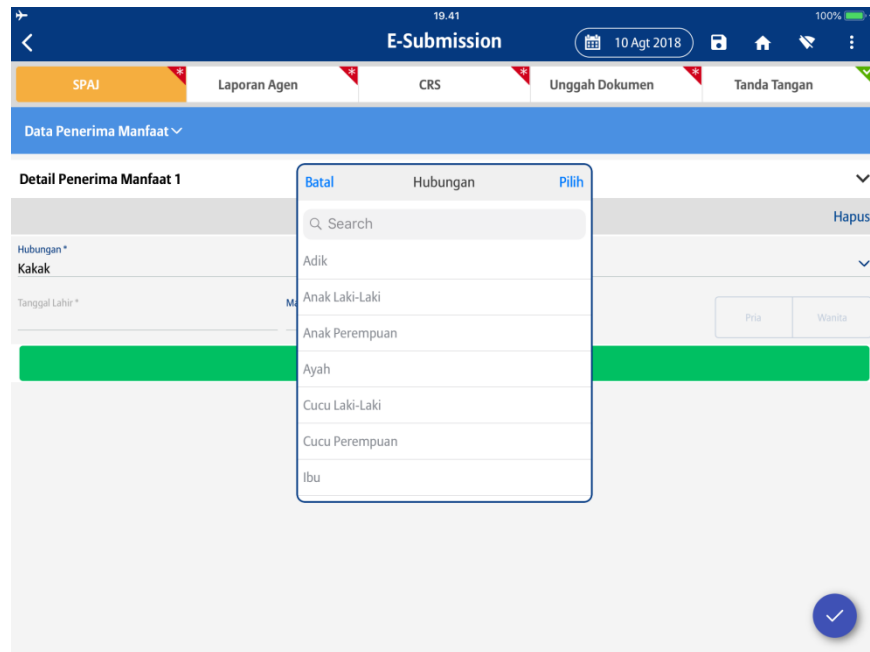 19.41
100%
E-Submission
10 Agt 2018
SPAJ
Laporan Agen
CRS
Unggah Dokumen
Tanda Tangan
Data Penerima Manfaat
Detail Penerima Manfaat 1
Batal
Hubungan
Pilih
Hapus
Search
Hubungan *
Kakak
Adik
Tanggal Lahir *
Anak Laki-Laki
Pria
Wanita
Anak Perempuan
Ayah
Cucu Laki-Laki
Cucu Perempuan
Ibu